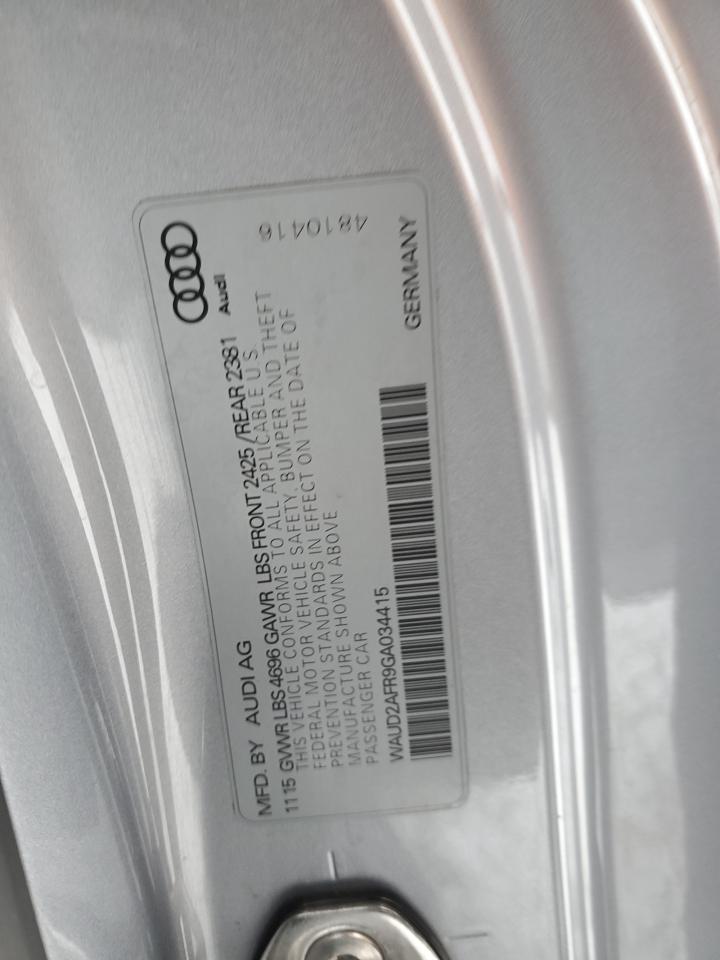 Audi
MFD. BY AUDI AG
11 15 GVWR LBS 4696 GAWR LBS FRONT 2425 /REAR 2381
THIS VEHICLE CONFORMS TO ALL APPLICABLE U S
FEDERAL MOTOR VEHICLE SAFETY, BUMPER AND THEFT
PREVENTION STANDARDS IN EFFECT ON THE DATE OF
MANUFACTURE SHOWN ABOVE
PASSENGER CAR
WAUD2AFR9GA034415
GERMANY